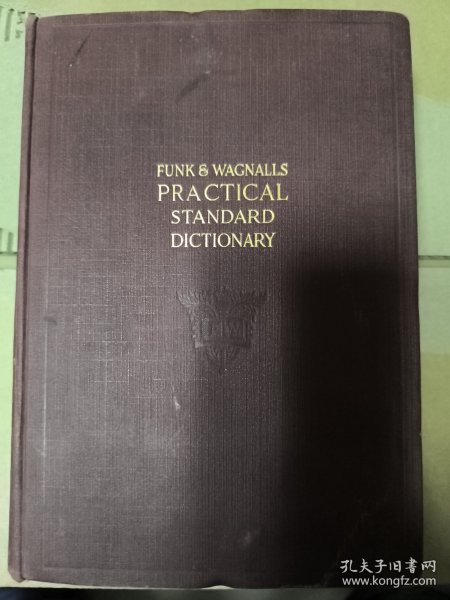 FUNK & WAGNALLS
PRACTICAL
STANDARD
DICTIONARY
孔夫子旧书网
www.kongfz.com